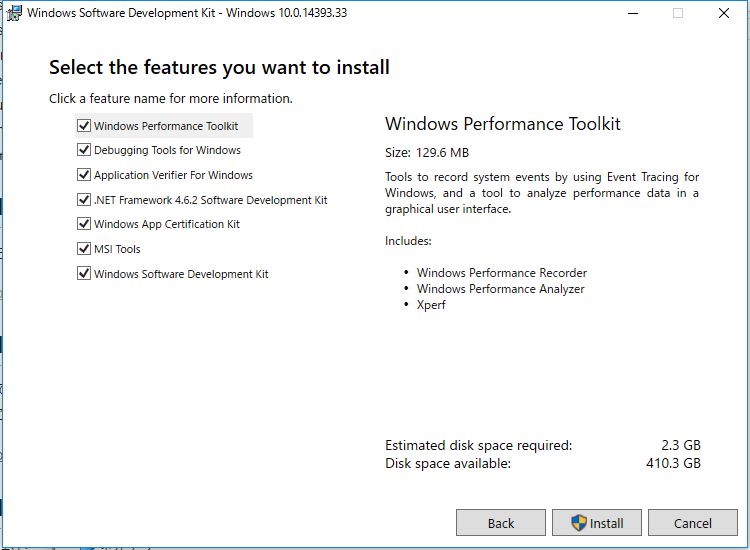 Windows Software Development Kit - Windows 10.0.14393.33
Select the features you want to install
Click a feature name for more information.
Windows Performance Toolkit
Debugging Tools for Windows
Application Verifier For Windows
.NET Framework 4.6.2 Software Development Kit
Windows App Certification Kit
MSI Tools
Windows Software Development Kit
Windows Performance Toolkit
Size: 129.6 MB
Tools to record system events by using Event Tracing for
Windows, and a tool to analyze performance data in a
graphical user interface.
Includes:
• Windows Performance Recorder
• Windows Performance Analyzer
• Xperf
Estimated disk space required: 2.3 GB
Disk space available: 410.3 GB
Back Install Cancel